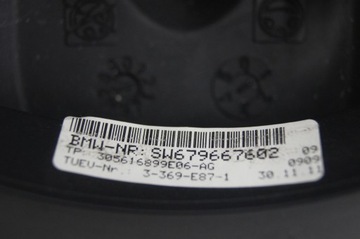 BMW-NR: SW679667602 09
TP.: 305616899E06-AG 0909
TUEV-Nr.: 3-369-E87-1 30.11.11